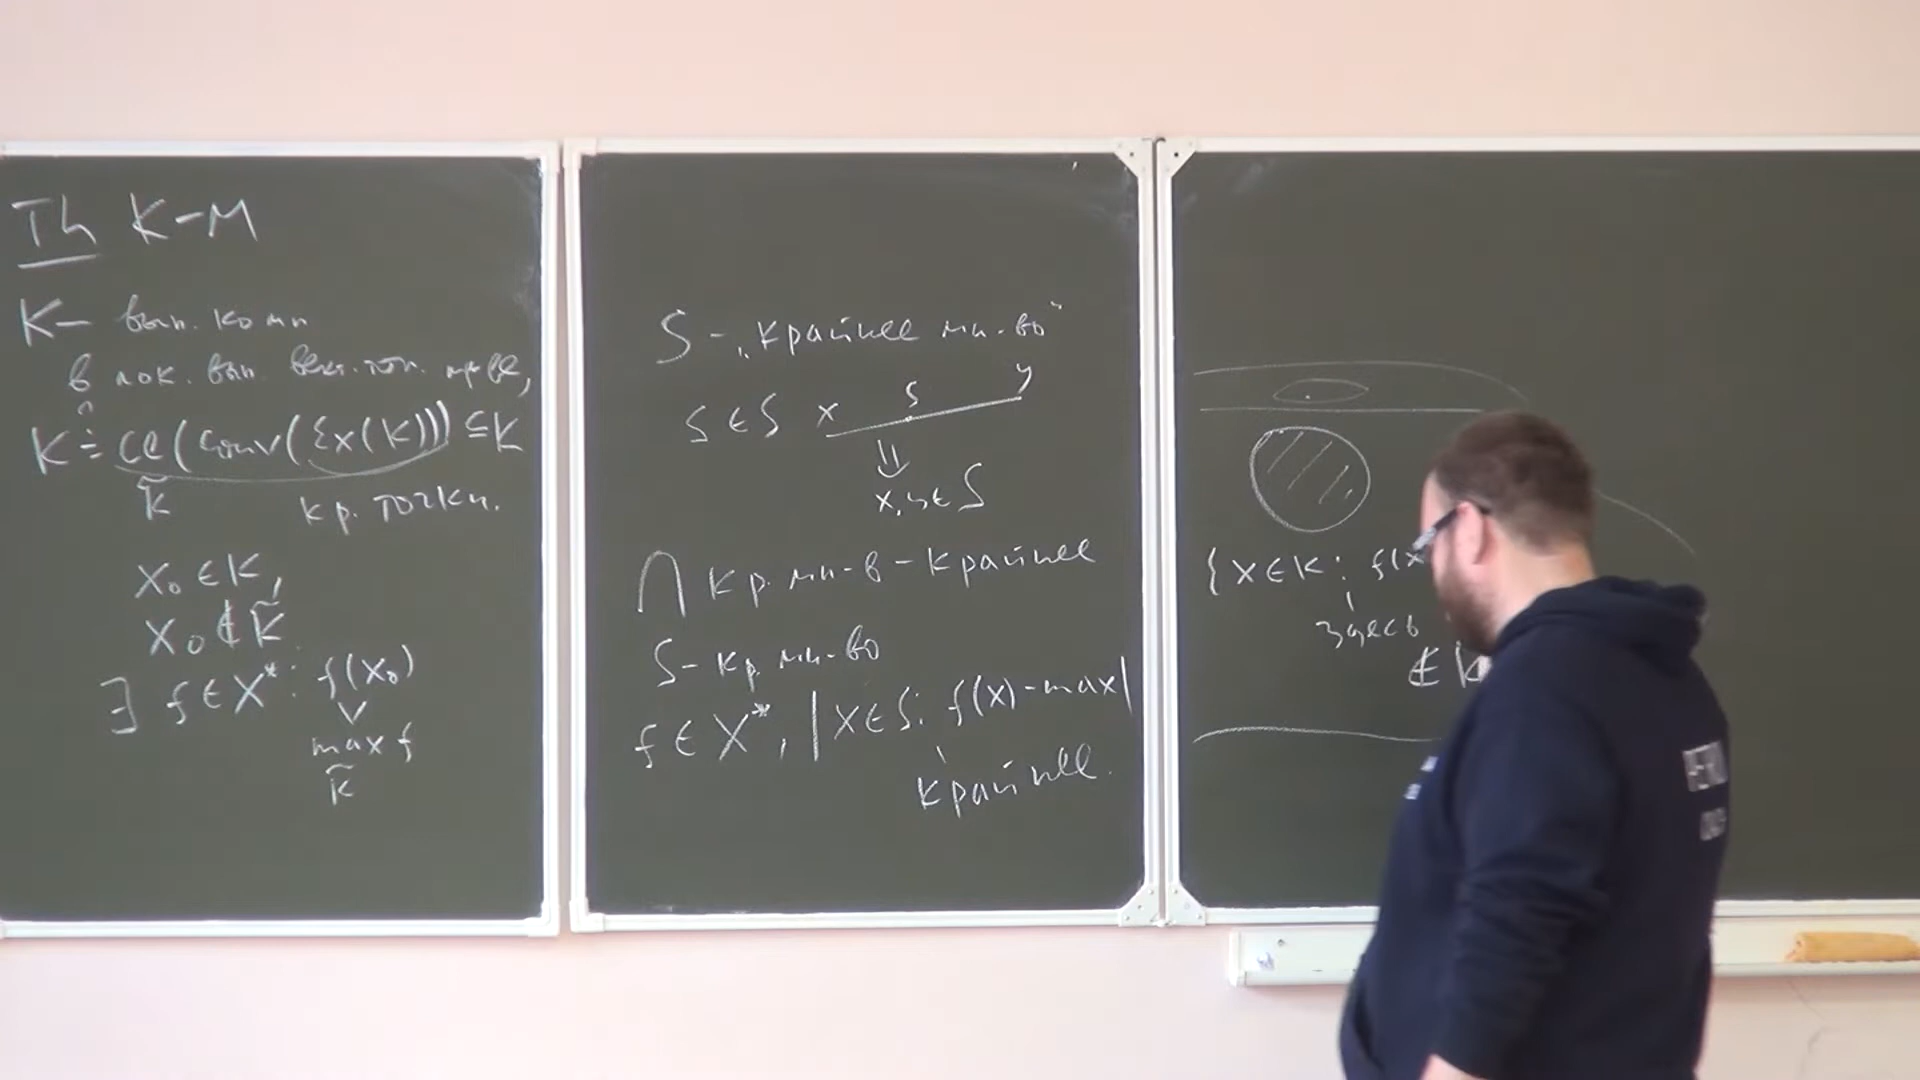 Th K-M
K - вып. комп
в лок. вып. вект. топ. пр-ве,
K ≟ Cl(Conv(Ex(K))) ⊆ K
K̃ кр. точки.
x₀ ∈ K,
x₀ ∉ K̃
∃ f ∈ X*: f(x₀)
∨
max f
K̃
S - „крайнее мн-во"
s ∈ S x s y
⇓
x, y ∈ S
⋂ кр. мн-в - крайнее
S - кр. мн-во
f ∈ X*, {x ∈ S: f(x) - max}
крайнее.
{x ∈ K: f(x
здесь
∉ K